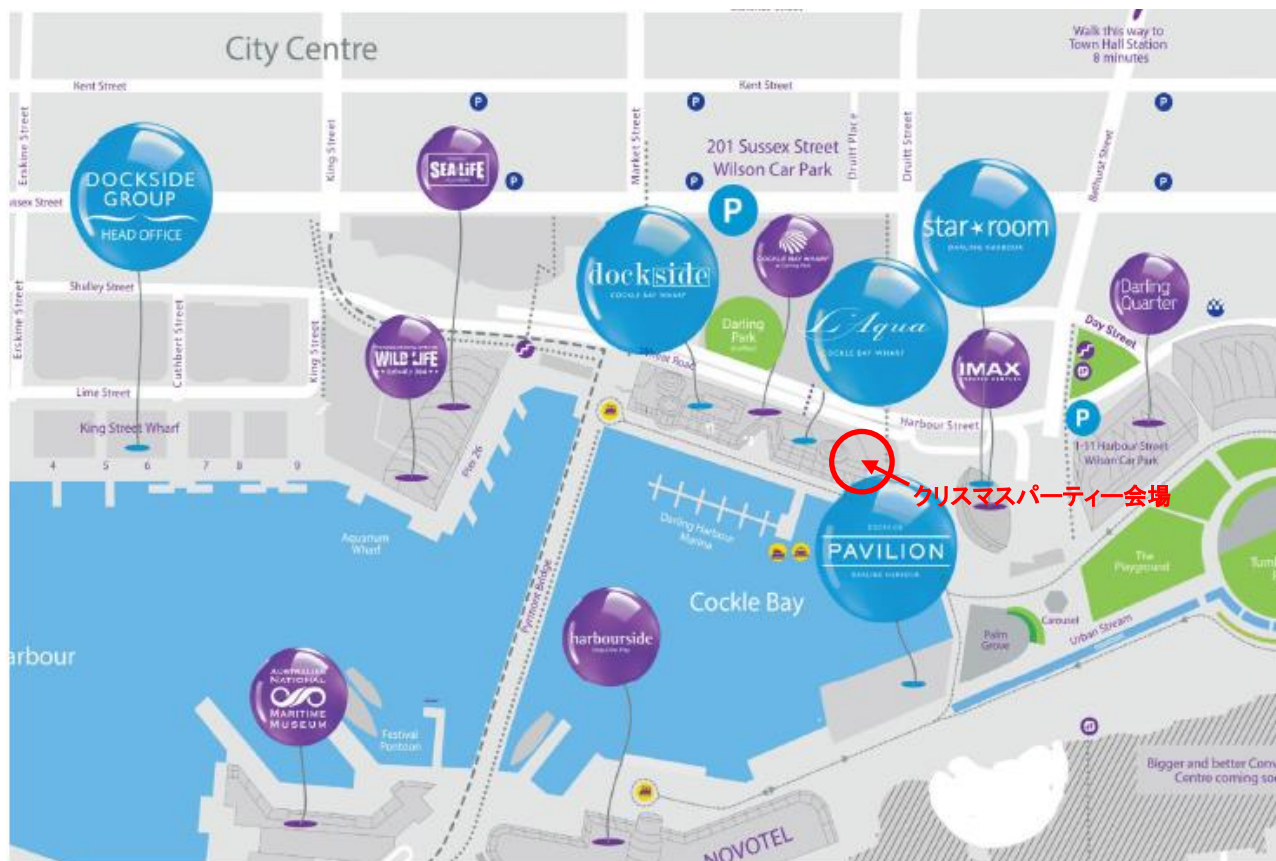 City Centre
Walk this way to
Town Hall Station
8 minutes
Kent Street
Kent Street
P
P
P
Erskine Street
King Street
Market Street
Druitt Place
Druitt Street
Bathurst Street
201 Sussex Street
Wilson Car Park
DOCKSIDE
GROUP
HEAD OFFICE
SEA LIFE
P
P
P
P
star room
DARLING HARBOUR
dockside
COCKLE BAY WHARF
COCKLE BAY WHARF
Darling
Quarter
Shelley Street
Darling
Park
L'Aqua
COCKLE BAY WHARF
Day Street
Erskine Street
Cuthbert Street
King Street
WILD LIFE
IMAX
Lime Street
King Street Wharf
Harbour Street
P
1-11 Harbour Street
Wilson Car Park
4
5
6
7
8
9
Pier 26
クリスマスパーティー会場
Aquarium
Wharf
Darling Harbour
Marina
PAVILION
DARLING HARBOUR
The
Playground
Pyrmont Bridge
Cockle Bay
harbourside
Carousel
Palm
Grove
Urban Stream
arbour
AUSTRALIAN
NATIONAL
MARITIME
MUSEUM
Festival
Pontoon
Bigger and better Conv
Centre coming soo
NOVOTEL